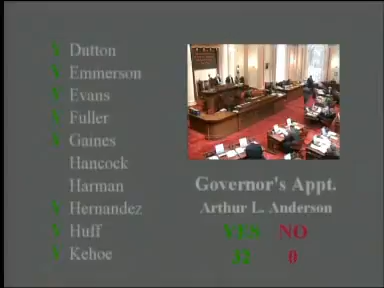 Y Dutton
Y Emmerson
Y Evans
Y Fuller
Y Gaines
Hancock
Harman
Y Hernandez
Y Huff
Y Kehoe
Governor's Appt.
Arthur L. Anderson
YES NO
32 0